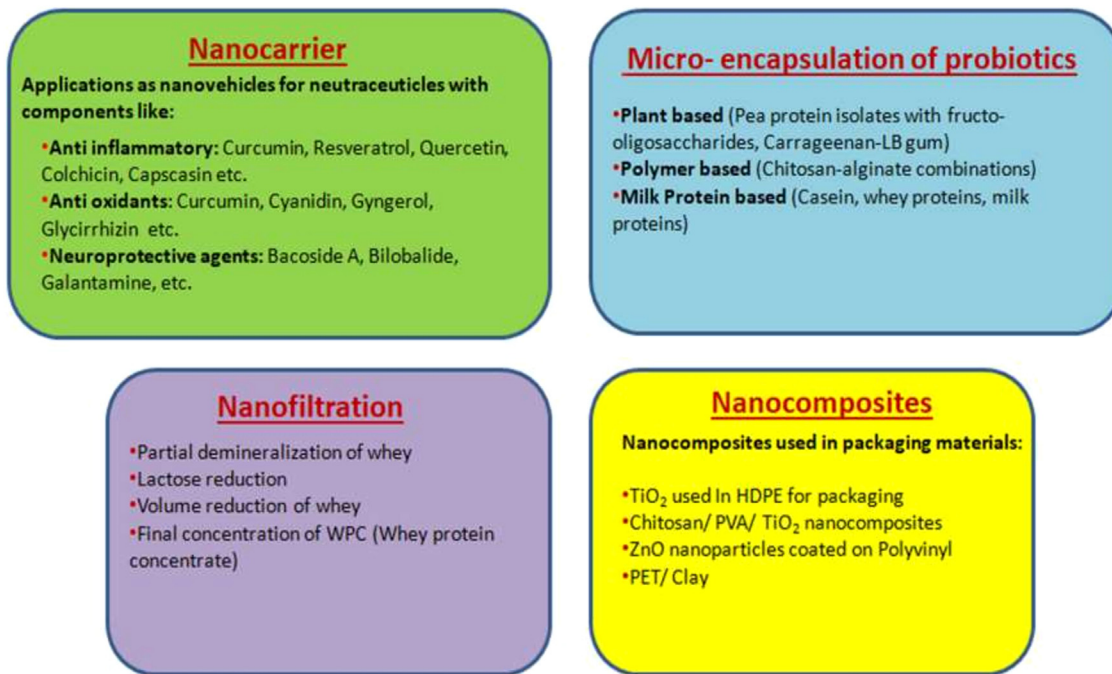 Nanocarrier
Applications as nanovehicles for neutraceuticles with
components like:
•Anti inflammatory: Curcumin, Resveratrol, Quercetin,
Colchicin, Capscasin etc.
•Anti oxidants: Curcumin, Cyanidin, Gyngerol,
Glycirrhizin etc.
•Neuroprotective agents: Bacoside A, Bilobalide,
Galantamine, etc.
Micro- encapsulation of probiotics
•Plant based (Pea protein isolates with fructo-
oligosaccharides, Carrageenan-LB gum)
•Polymer based (Chitosan-alginate combinations)
•Milk Protein based (Casein, whey proteins, milk
proteins)
Nanofiltration
•Partial demineralization of whey
•Lactose reduction
•Volume reduction of whey
•Final concentration of WPC (Whey protein
concentrate)
Nanocomposites
Nanocomposites used in packaging materials:
•TiO₂ used In HDPE for packaging
•Chitosan/ PVA/ TiO₂ nanocomposites
•ZnO nanoparticles coated on Polyvinyl
•PET/ Clay